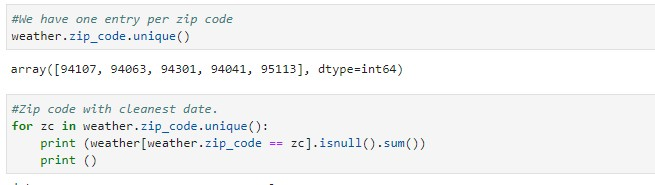 #We have one entry per zip code
weather.zip_code.unique()
array([94107, 94063, 94301, 94041, 95113], dtype=int64)
#Zip code with cleanest date.
for zc in weather.zip_code.unique():
    print (weather[weather.zip_code == zc].isnull().sum())
    print ()